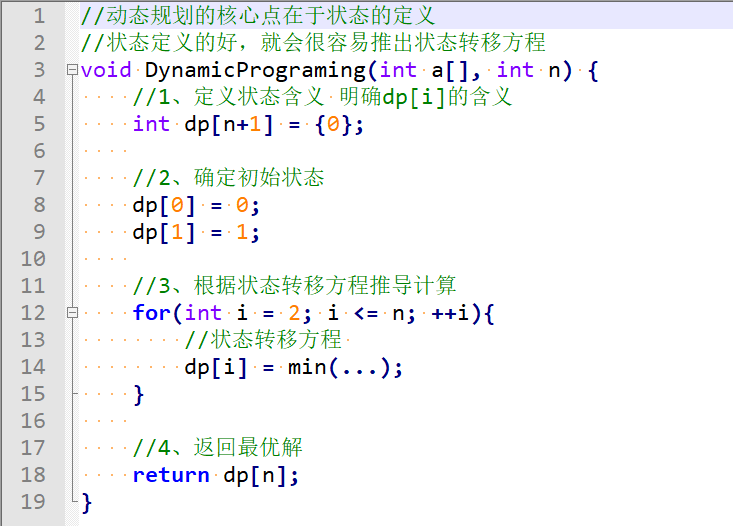 1 //动态规划的核心点在于状态的定义
2 //状态定义的好，就会很容易推出状态转移方程
3 void DynamicPrograming(int a[], int n) {
4 //1、定义状态含义 明确dp[i]的含义
5 int dp[n+1] = {0};
6
7 //2、确定初始状态
8 dp[0] = 0;
9 dp[1] = 1;
10
11 //3、根据状态转移方程推导计算
12 for(int i = 2; i <= n; ++i){
13 //状态转移方程
14 dp[i] = min(...);
15 }
16
17 //4、返回最优解
18 return dp[n];
19 }